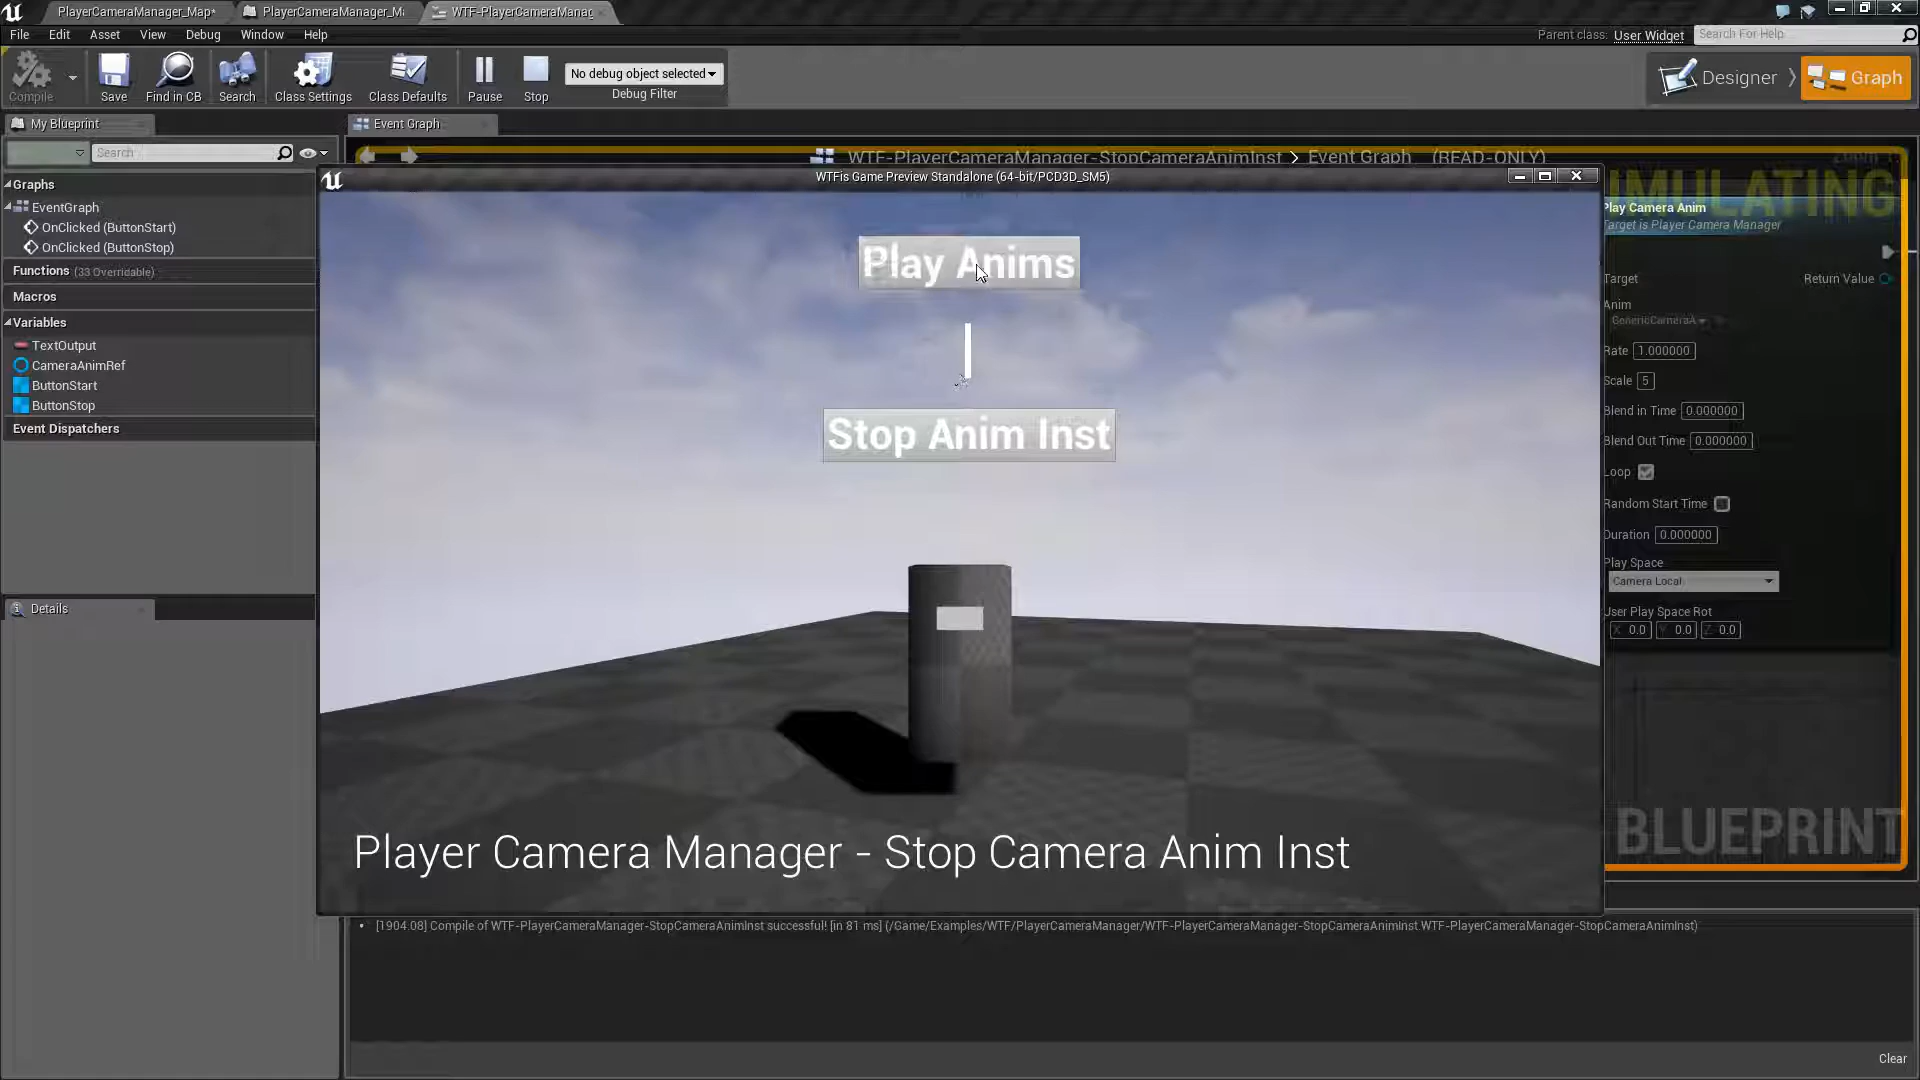 PlayerCameraManager_Map*
PlayerCameraManager_Ma
WTF-PlayerCameraManag
File Edit Asset View Debug Window Help
Parent class: User Widget
Search For Help
Compile
Save
Find in CB
Search
Class Settings
Class Defaults
Pause
Stop
No debug object selected
Debug Filter
Designer
Graph
My Blueprint
Event Graph
Search
WTF-PlayerCameraManager-StopCameraAnimInst > Event Graph (READ-ONLY)
WTFis Game Preview Standalone (64-bit/PCD3D_SM5)
Graphs
EventGraph
OnClicked (ButtonStart)
OnClicked (ButtonStop)
Functions (33 Overridable)
Macros
Variables
TextOutput
CameraAnimRef
ButtonStart
ButtonStop
Event Dispatchers
Details
Play Anims
Stop Anim Inst
Player Camera Manager - Stop Camera Anim Inst
IMULATING
Play Camera Anim
Target is Player Camera Manager
Target
Return Value
Anim
GenericCameraA
Rate 1.000000
Scale 5
Blend in Time 0.000000
Blend Out Time 0.000000
Loop
Random Start Time
Duration 0.000000
Play Space
Camera Local
User Play Space Rot
X 0.0 Y 0.0 Z 0.0
BLUEPRINT
[1904.08] Compile of WTF-PlayerCameraManager-StopCameraAnimInst successful! [in 81 ms] (/Game/Examples/WTF/PlayerCameraManager/WTF-PlayerCameraManager-StopCameraAnimInst.WTF-PlayerCameraManager-StopCameraAnimInst)
Clear